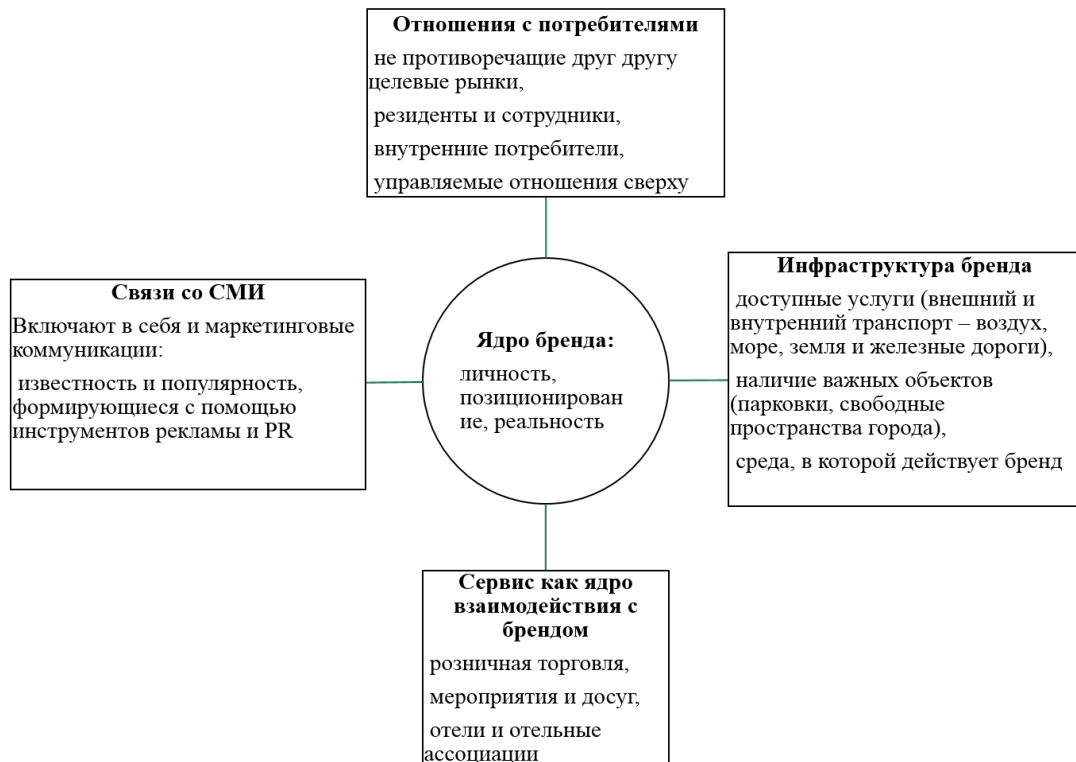 Отношения с потребителями
не противоречащие друг другу
целевые рынки,
резиденты и сотрудники,
внутренние потребители,
управляемые отношения сверху
Связи со СМИ
Включают в себя и маркетинговые
коммуникации:
известность и популярность,
формирующиеся с помощью
инструментов рекламы и PR
Ядро бренда:
личность,
позиционирован
ие, реальность
Инфраструктура бренда
доступные услуги (внешний и
внутренний транспорт – воздух,
море, земля и железные дороги),
наличие важных объектов
(парковки, свободные
пространства города),
среда, в которой действует бренд
Сервис как ядро
взаимодействия с
брендом
розничная торговля,
мероприятия и досуг,
отели и отельные
ассоциации